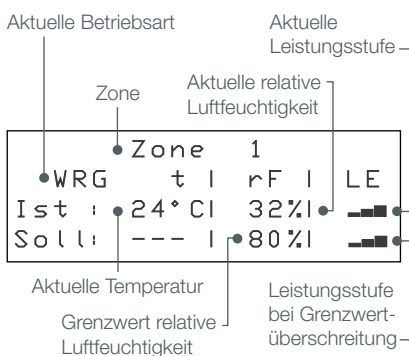 Aktuelle Betriebsart
Aktuelle
Leistungsstufe
Zone
Aktuelle relative
Luftfeuchtigkeit
Zone 1
WRG t | rF | LE
Ist : 24°C| 32%|
Soll: --- | 80%|
Aktuelle Temperatur
Grenzwert relative
Luftfeuchtigkeit
Leistungsstufe
bei Grenzwert-
überschreitung